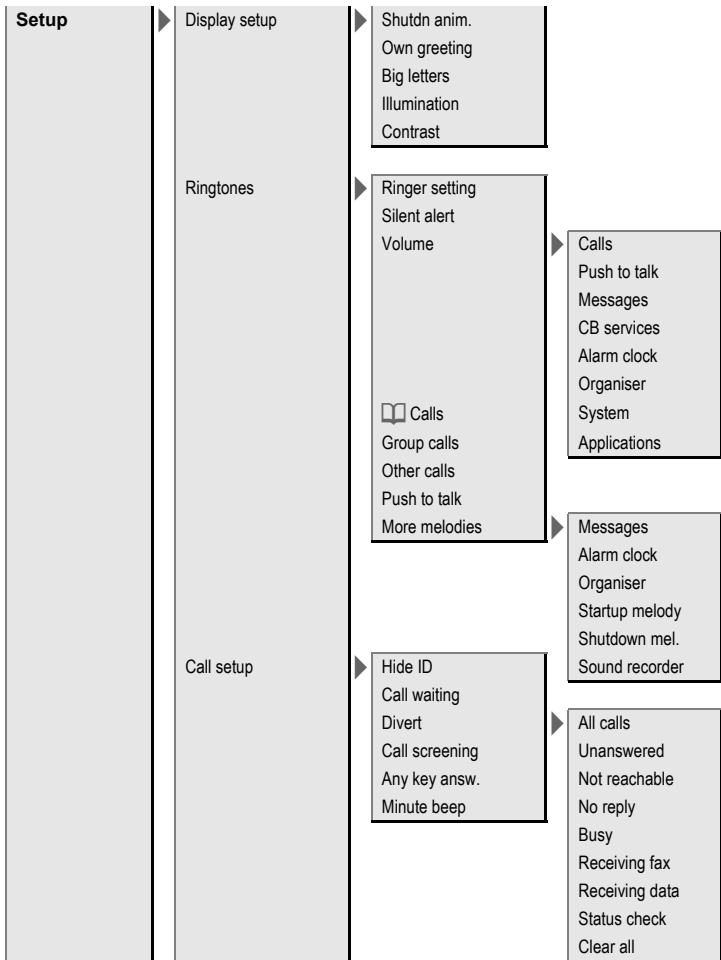 Setup
Display setup
Shutdn anim.
Own greeting
Big letters
Illumination
Contrast
Ringtones
Ringer setting
Silent alert
Volume
Calls
Push to talk
Messages
CB services
Alarm clock
Organiser
System
Applications
Calls
Group calls
Other calls
Push to talk
More melodies
Messages
Alarm clock
Organiser
Startup melody
Shutdown mel.
Sound recorder
Call setup
Hide ID
Call waiting
Divert
All calls
Unanswered
Not reachable
No reply
Busy
Receiving fax
Receiving data
Status check
Clear all
Call screening
Any key answ.
Minute beep